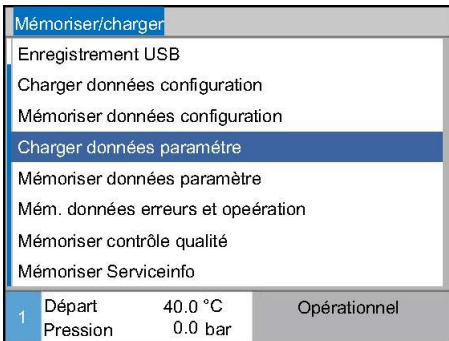 Mémoriser/charger
Enregistrement USB
Charger données configuration
Mémoriser données configuration
Charger données paramétre
Mémoriser données paramètre
Mém. données erreurs et opeération
Mémoriser contrôle qualité
Mémoriser Serviceinfo
1 Départ 40.0 °C Opérationnel
Pression 0.0 bar